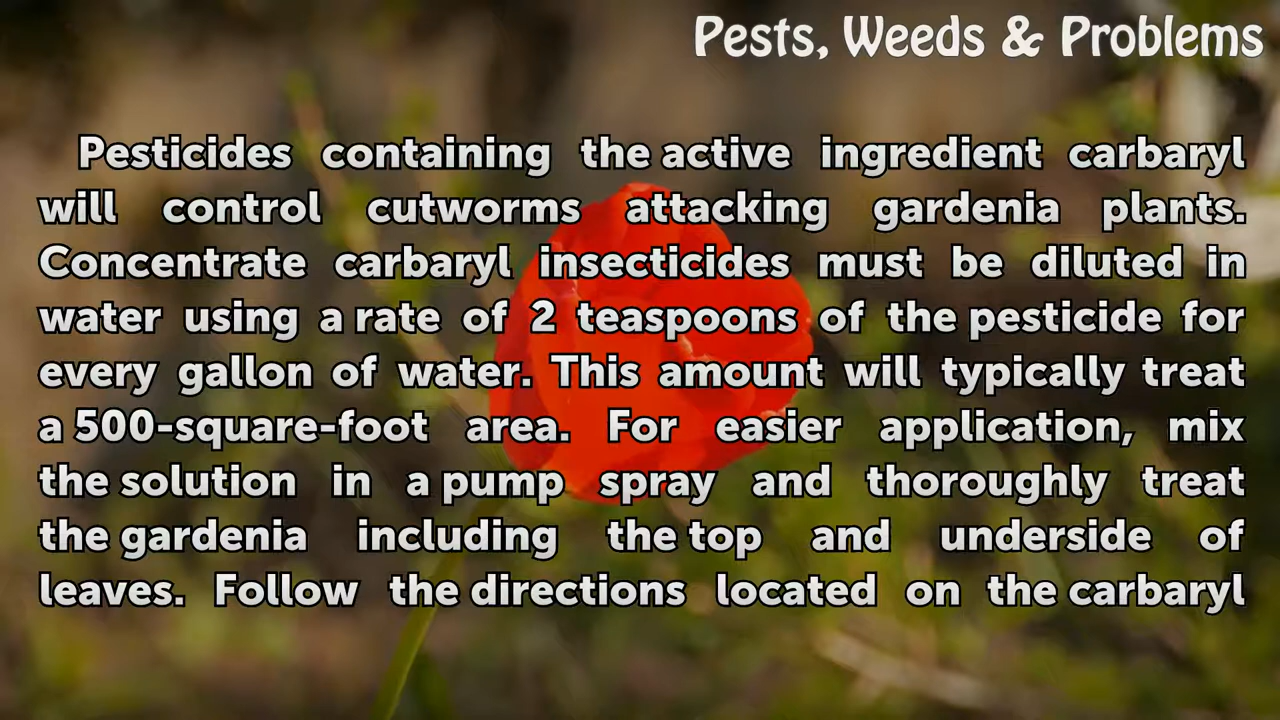 Pests, Weeds & Problems
Pesticides containing the active ingredient carbaryl
will control cutworms attacking gardenia plants.
Concentrate carbaryl insecticides must be diluted in
water using a rate of 2 teaspoons of the pesticide for
every gallon of water. This amount will typically treat
a 500-square-foot area. For easier application, mix
the solution in a pump spray and thoroughly treat
the gardenia including the top and underside of
leaves. Follow the directions located on the carbaryl